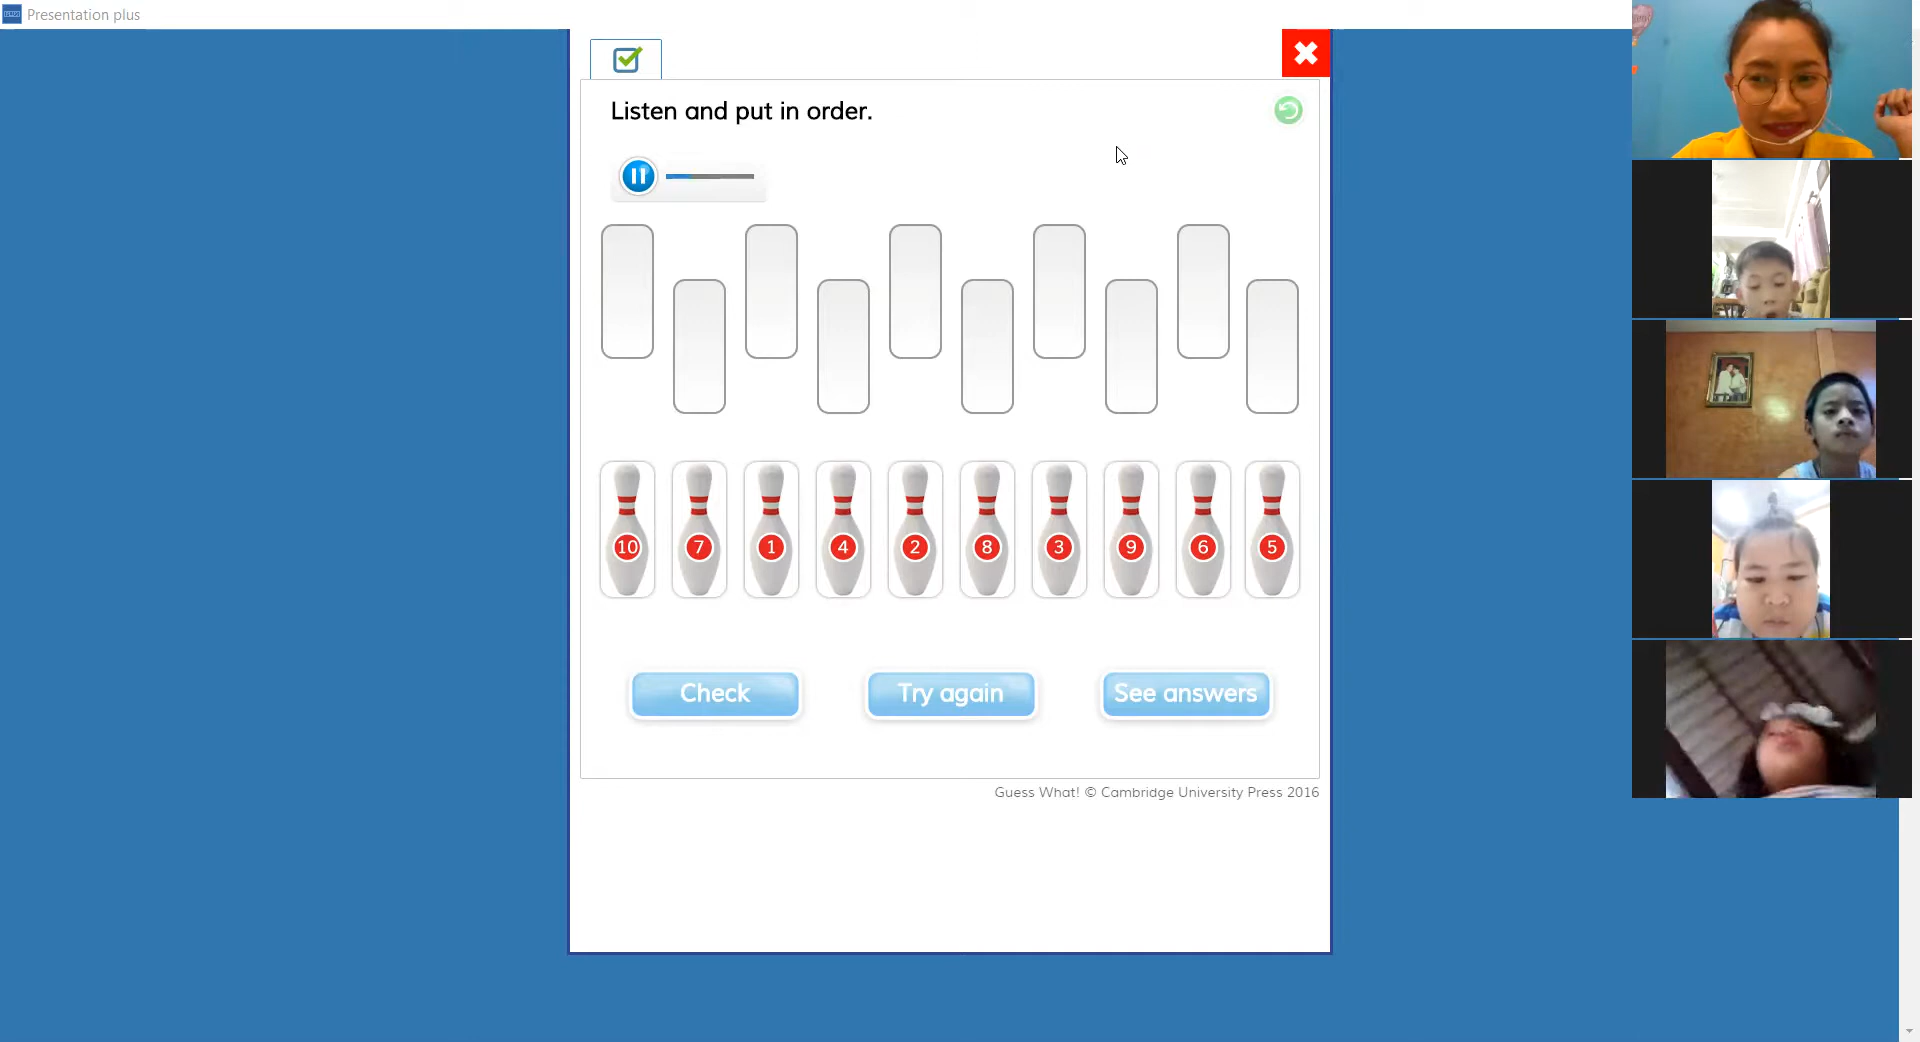 Presentation plus
Listen and put in order.
10 7 1 4 2 8 3 9 6 5
Check Try again See answers
Guess What! © Cambridge University Press 2016